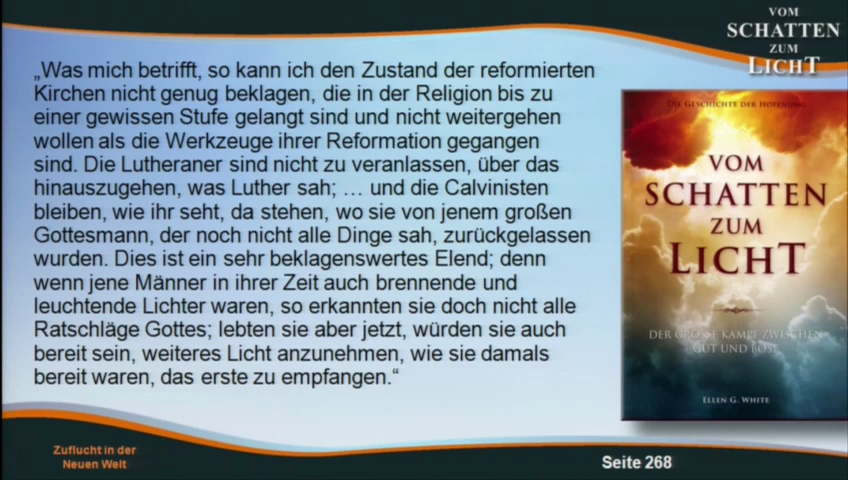 VOM
SCHATTEN
ZUM
LICHT
„Was mich betrifft, so kann ich den Zustand der reformierten
Kirchen nicht genug beklagen, die in der Religion bis zu
einer gewissen Stufe gelangt sind und nicht weitergehen
wollen als die Werkzeuge ihrer Reformation gegangen
sind. Die Lutheraner sind nicht zu veranlassen, über das
hinauszugehen, was Luther sah; … und die Calvinisten
bleiben, wie ihr seht, da stehen, wo sie von jenem großen
Gottesmann, der noch nicht alle Dinge sah, zurückgelassen
wurden. Dies ist ein sehr beklagenswertes Elend; denn
wenn jene Männer in ihrer Zeit auch brennende und
leuchtende Lichter waren, so erkannten sie doch nicht alle
Ratschläge Gottes; lebten sie aber jetzt, würden sie auch
bereit sein, weiteres Licht anzunehmen, wie sie damals
bereit waren, das erste zu empfangen.“
DIE GESCHICHTE DER HOFFNUNG
VOM
SCHATTEN
ZUM
LICHT
DER GROSSE KAMPF ZWISCHEN
GUT UND BÖSE
ELLEN G. WHITE
Zuflucht in der
Neuen Welt
Seite 268